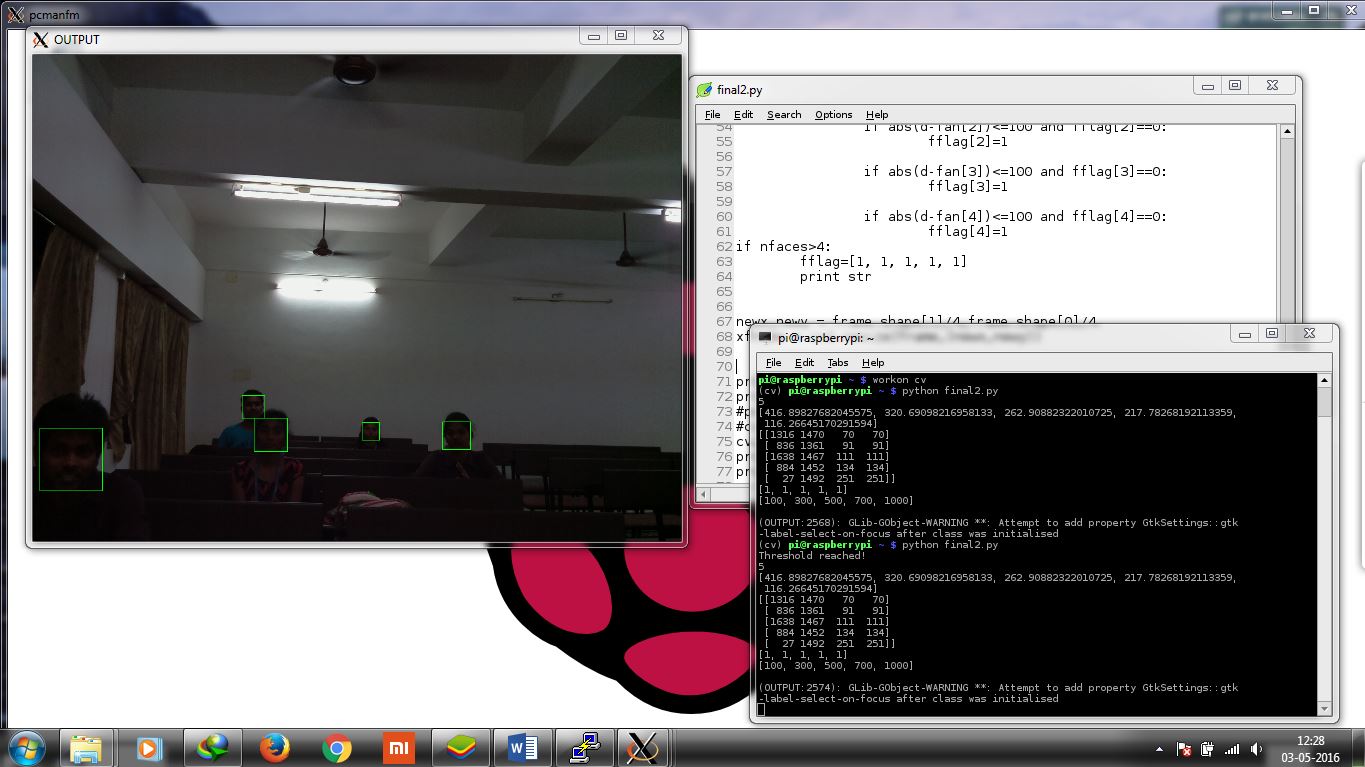 pcmanfm
OUTPUT
final2.py
File Edit Search Options Help
54 if abs(d-fan[2])<=100 and fflag[2]==0:
55 fflag[2]=1
56
57 if abs(d-fan[3])<=100 and fflag[3]==0:
58 fflag[3]=1
59
60 if abs(d-fan[4])<=100 and fflag[4]==0:
61 fflag[4]=1
62 if nfaces>4:
63 fflag=[1, 1, 1, 1, 1]
64 print str
65
66
67 newx,newy = frame.shape[1]/4,frame.shape[0]/4
68 xf
69
70
71 pr
72 pr
73 #p
74 #c
75 cv
76 pr
77 pr
pi@raspberrypi: ~
File Edit Tabs Help
pi@raspberrypi ~ $ workon cv
(cv) pi@raspberrypi ~ $ python final2.py
5
[416.89827682045575, 320.69098216958133, 262.90882322010725, 217.78268192113359,
116.26645170291594]
[[1316 1470 70 70]
[ 836 1361 91 91]
[1638 1467 111 111]
[ 884 1452 134 134]
[ 27 1492 251 251]]
[1, 1, 1, 1, 1]
[100, 300, 500, 700, 1000]
(OUTPUT:2568): GLib-GObject-WARNING **: Attempt to add property GtkSettings::gtk
-label-select-on-focus after class was initialised
(cv) pi@raspberrypi ~ $ python final2.py
Threshold reached!
5
[416.89827682045575, 320.69098216958133, 262.90882322010725, 217.78268192113359,
116.26645170291594]
[[1316 1470 70 70]
[ 836 1361 91 91]
[1638 1467 111 111]
[ 884 1452 134 134]
[ 27 1492 251 251]]
[1, 1, 1, 1, 1]
[100, 300, 500, 700, 1000]
(OUTPUT:2574): GLib-GObject-WARNING **: Attempt to add property GtkSettings::gtk
-label-select-on-focus after class was initialised
mi
W
12:28
03-05-2016